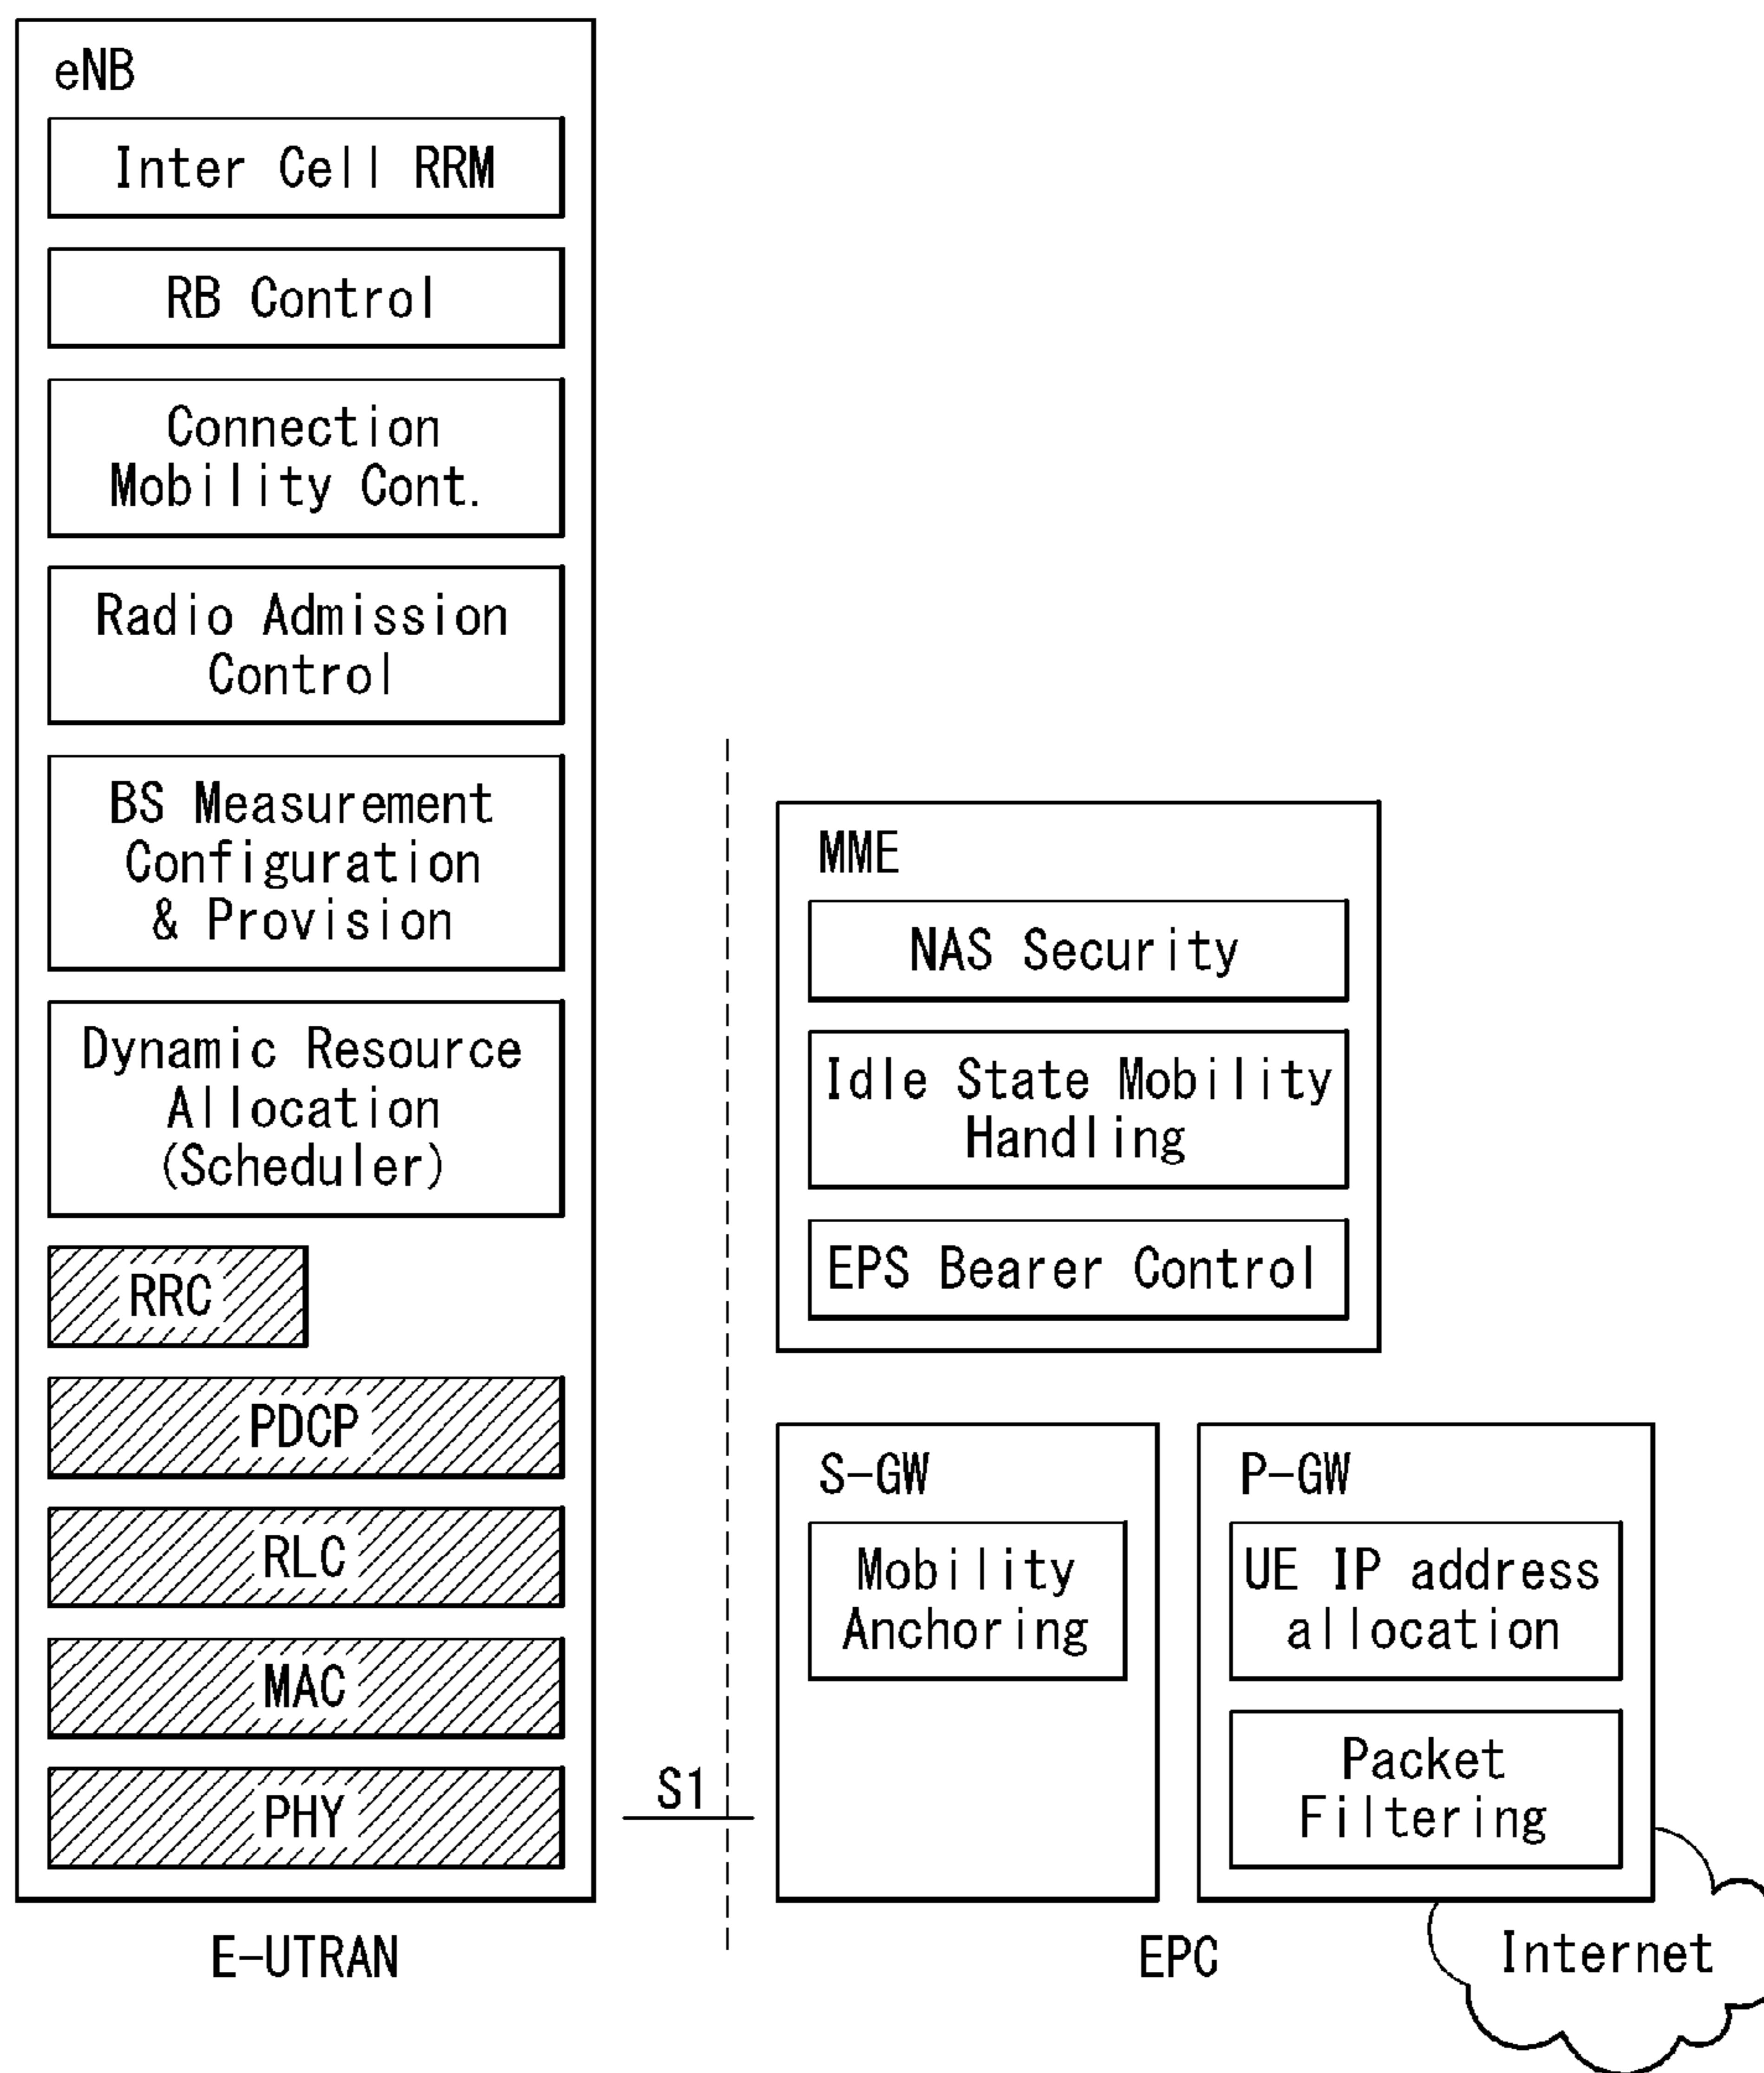 eNB
Inter Cell RRM
RB Control
Connection
Mobility Cont.
Radio Admission
Control
BS Measurement
Configuration
& Provision
Dynamic Resource
Allocation
(Scheduler)
RRC
PDCP
RLC
MAC
PHY
E-UTRAN
S1
MME
NAS Security
Idle State Mobility
Handling
EPS Bearer Control
S-GW
Mobility
Anchoring
P-GW
UE IP address
allocation
Packet
Filtering
EPC
Internet